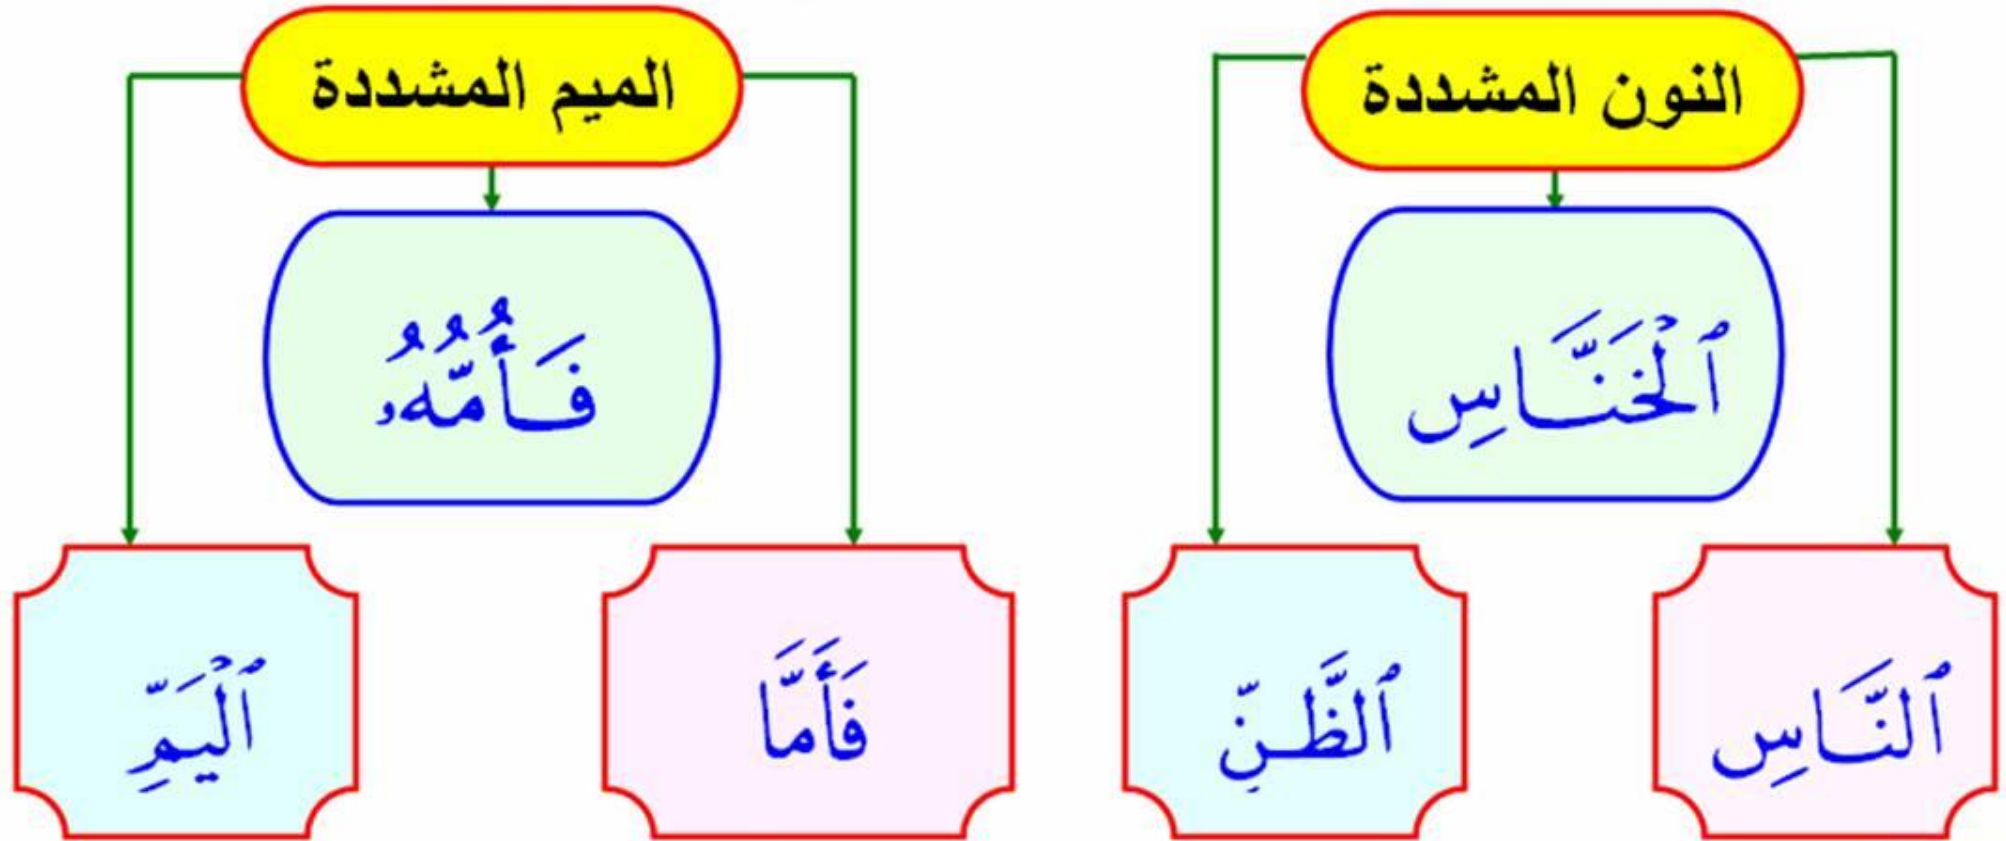 النون المشددة
ٱلْخَنَّاسِ
ٱلنَّاسِ
ٱلظَّنِّ
الميم المشددة
فَأُمُّهُۥ
فَأَمَّا
ٱلْيَمِّ